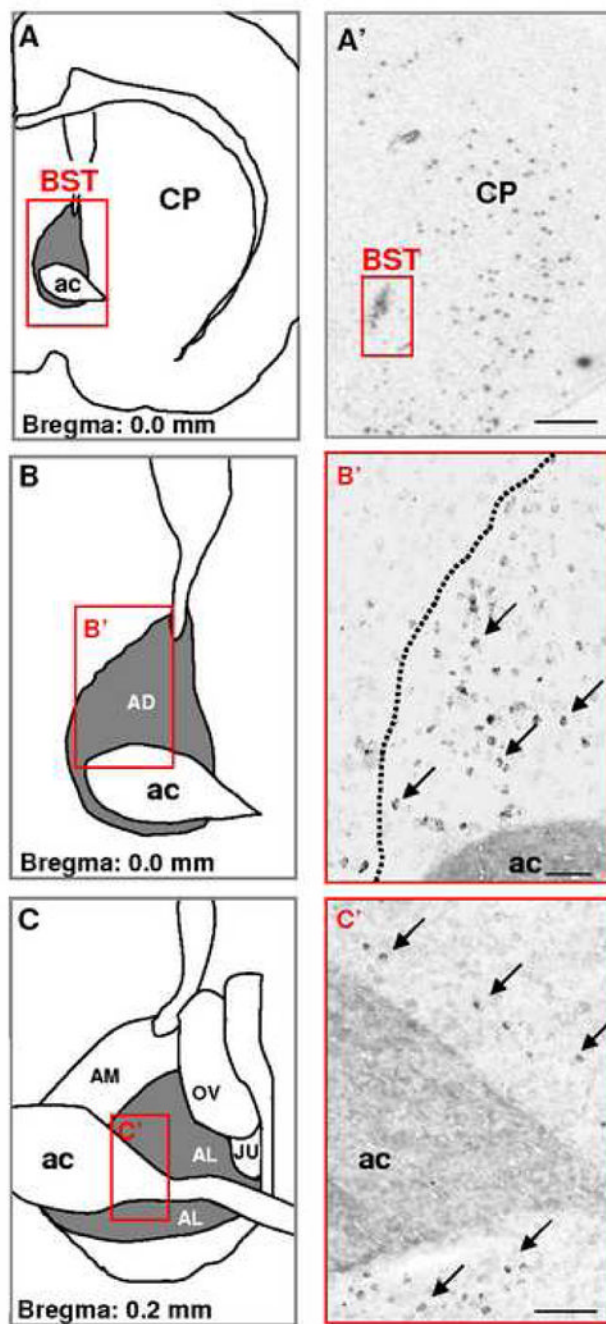 A
BST
CP
ac
Bregma: 0.0 mm
A’
CP
BST
B
B’
AD
ac
Bregma: 0.0 mm
B’
ac
C
AM
OV
C’
ac
AL
JU
AL
Bregma: 0.2 mm
C’
ac